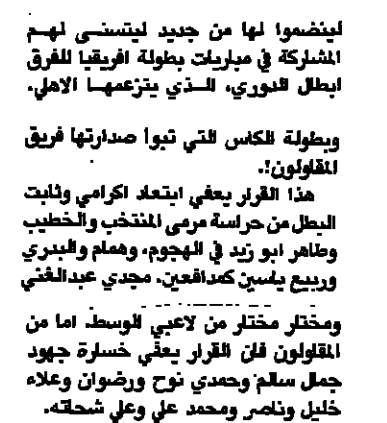 لينضموا لها من جديد ليتسنى لهم
المشاركة في مباريات بطولة افريقيا للفرق
ابطال الدوري، الذي يتزعمها الاهلي.
وبطولة الكاس التي تبوأ صدارتها فريق
المقاولون!.
هذا القرار يعني ابتعاد اكرامي وثابت
البطل من حراسة مرمى المنتخب والخطيب
وطاهر ابو زيد في الهجوم، وهمام والبدري
وربيع ياسين كمدافعين. مجدي عبدالغني
ومختار مختار من لاعبي الوسط. اما من
المقاولون فان القرار يعني خسارة جهود
جمال سالم وحمدي نوح ورضوان وعلاء
خليل وناصر ومحمد علي وعلي شحاته.